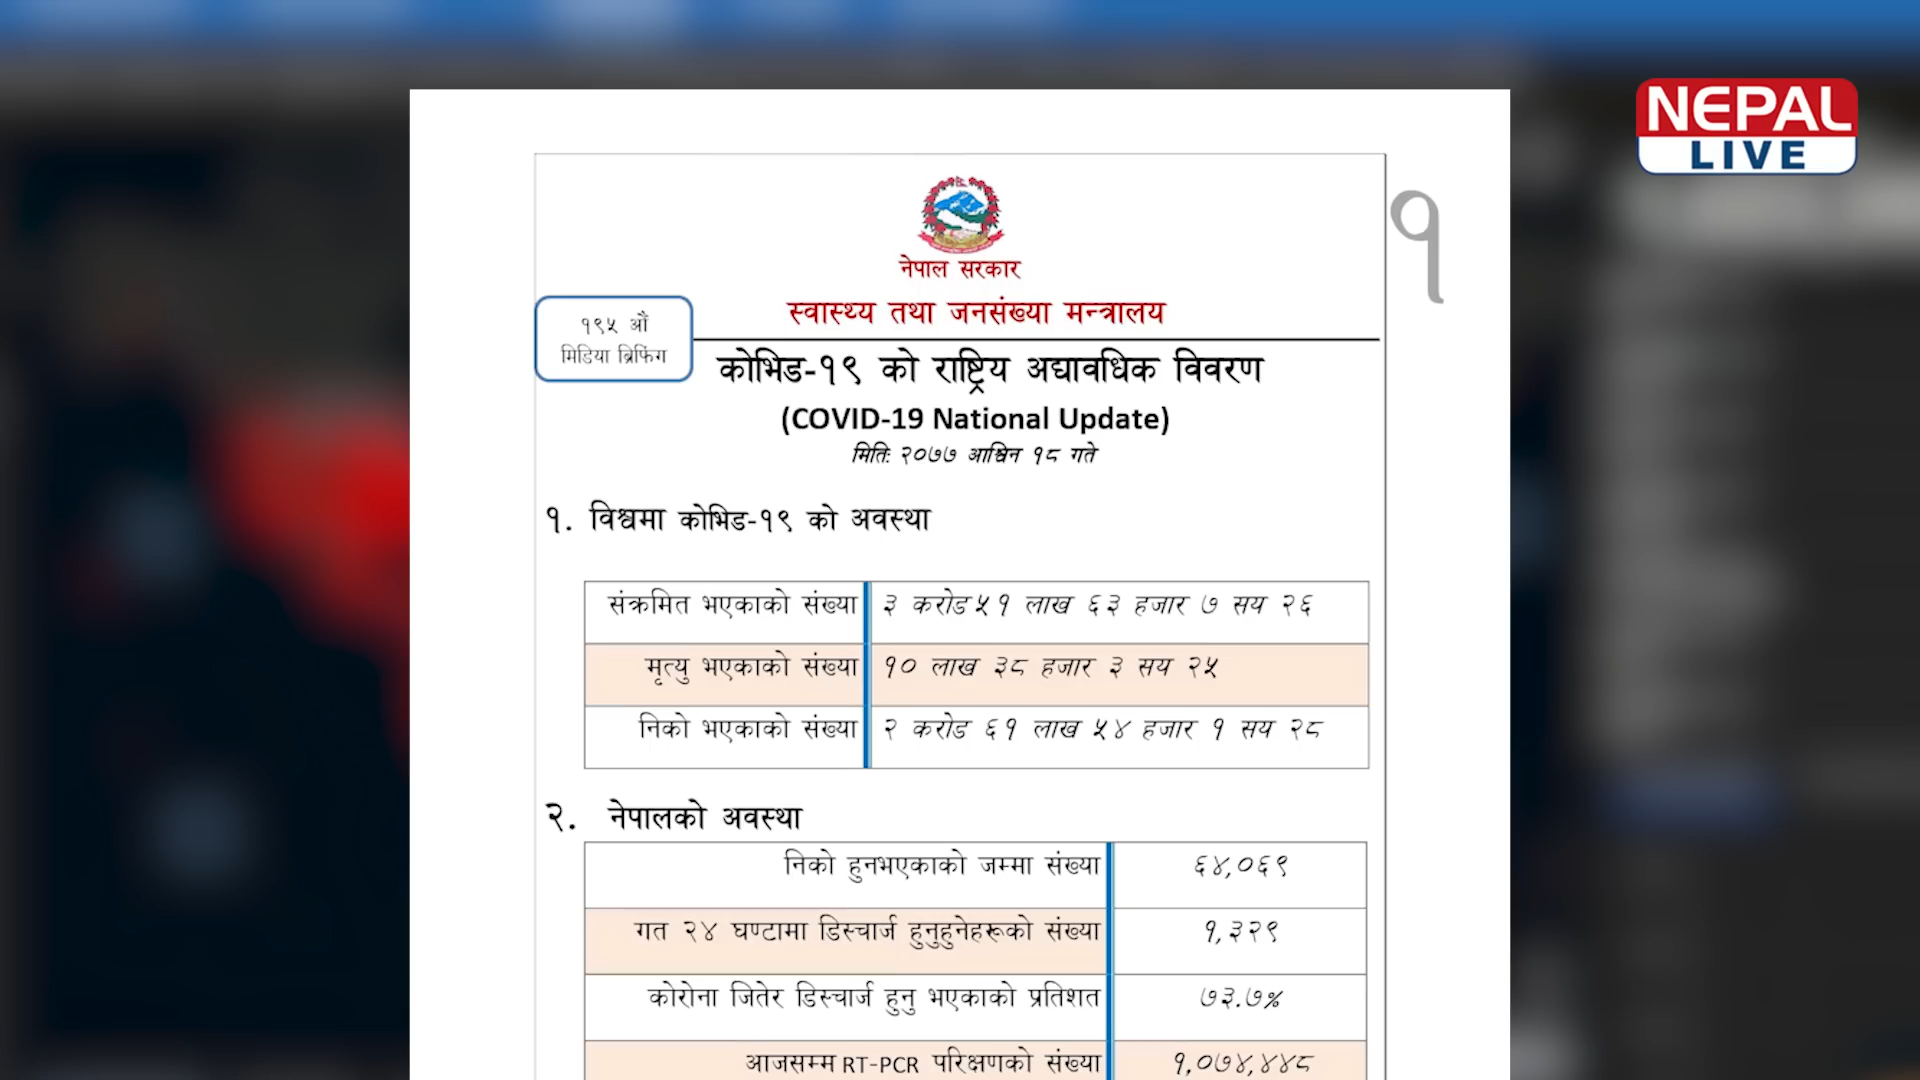 NEPAL
LIVE
१
नेपाल सरकार
स्वास्थ्य तथा जनसंख्या मन्त्रालय
१९५ औं
मिडिया ब्रिफिंग
कोभिड-१९ को राष्ट्रिय अद्यावधिक विवरण
(COVID-19 National Update)
मिति: २०७७ आश्विन १८ गते
१. विश्वमा कोभिड-१९ को अवस्था
संक्रमित भएकाको संख्या ३ करोड ५१ लाख ६३ हजार ७ सय २६
मृत्यु भएकाको संख्या १० लाख ३८ हजार ३ सय २५
निको भएकाको संख्या २ करोड ६१ लाख ५४ हजार १ सय २८
२. नेपालको अवस्था
निको हुनभएकाको जम्मा संख्या ६४,०६९
गत २४ घण्टामा डिस्चार्ज हुनुहुनेहरूको संख्या १,३२९
कोरोना जितेर डिस्चार्ज हुनु भएकाको प्रतिशत ७३.७%
आजसम्म RT-PCR परिक्षणको संख्या १,०७४,४४८